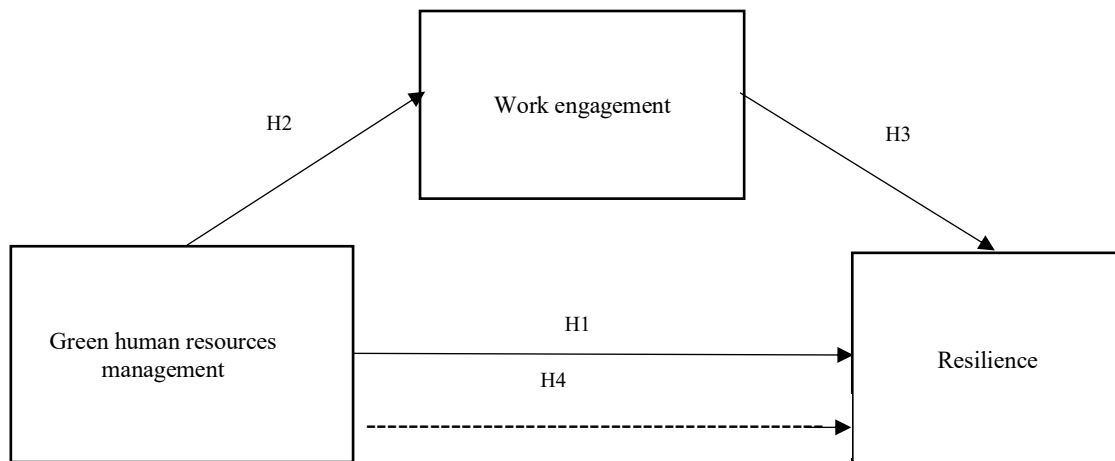 Work engagement
H2
H3
Green human resources
management
H1
H4
Resilience